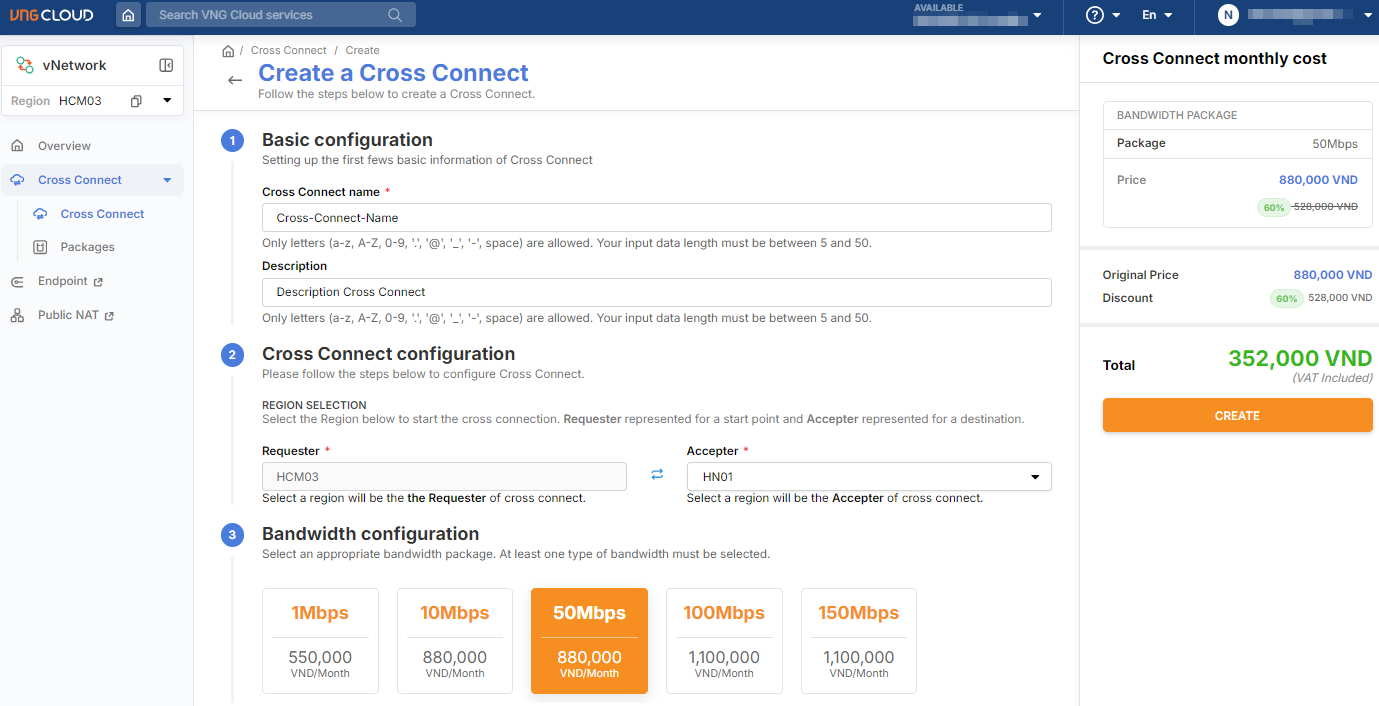 VNG CLOUD
Search VNG Cloud services
AVAILABLE
En
N
vNetwork
Region HCM03
Overview
Cross Connect
Cross Connect
Packages
Endpoint
Public NAT
/ Cross Connect / Create
Create a Cross Connect
Follow the steps below to create a Cross Connect.
1
Basic configuration
Setting up the first fews basic information of Cross Connect
Cross Connect name *
Cross-Connect-Name
Only letters (a-z, A-Z, 0-9, '.', '@', '_', '-', space) are allowed. Your input data length must be between 5 and 50.
Description
Description Cross Connect
Only letters (a-z, A-Z, 0-9, '.', '@', '_', '-', space) are allowed. Your input data length must be between 5 and 50.
2
Cross Connect configuration
Please follow the steps below to configure Cross Connect.
REGION SELECTION
Select the Region below to start the cross connection. Requester represented for a start point and Accepter represented for a destination.
Requester *
HCM03
Select a region will be the the Requester of cross connect.
Accepter *
HN01
Select a region will be the Accepter of cross connect.
3
Bandwidth configuration
Select an appropriate bandwidth package. At least one type of bandwidth must be selected.
1Mbps
550,000
VND/Month
10Mbps
880,000
VND/Month
50Mbps
880,000
VND/Month
100Mbps
1,100,000
VND/Month
150Mbps
1,100,000
VND/Month
Cross Connect monthly cost
BANDWIDTH PACKAGE
Package 50Mbps
Price 880,000 VND
60% 528,000 VND
Original Price 880,000 VND
Discount 60% 528,000 VND
Total 352,000 VND
(VAT Included)
CREATE